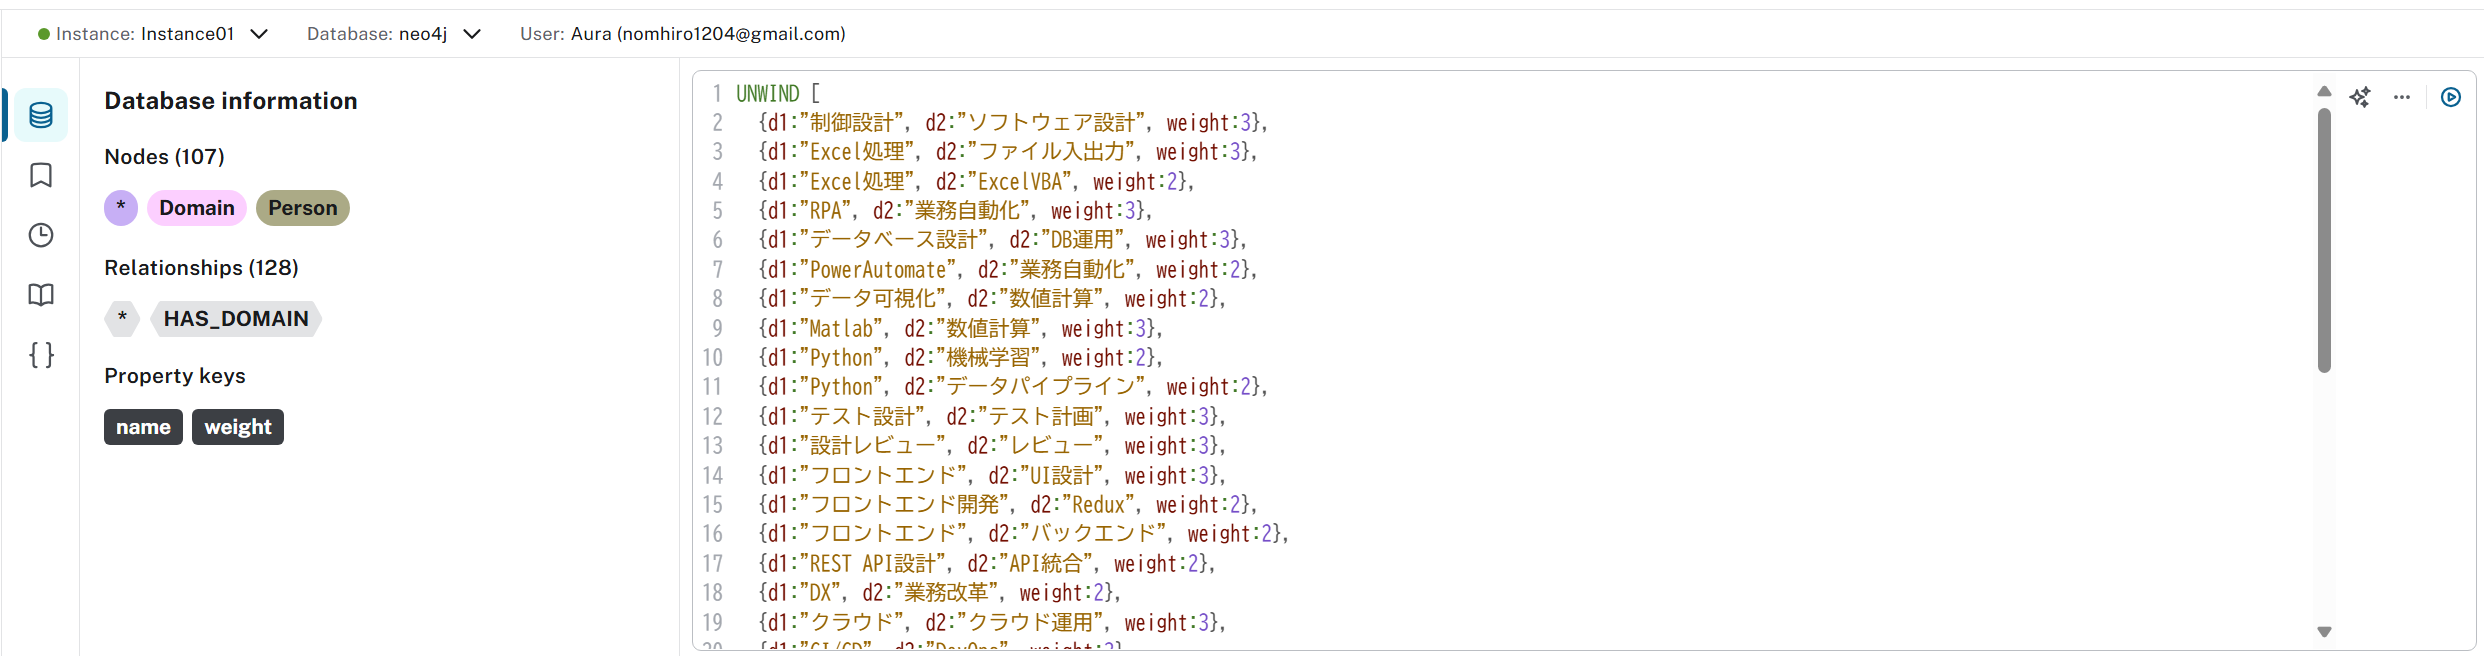 Instance: Instance01 Database: neo4j User: Aura (nomhiro1204@gmail.com)
Database information
Nodes (107)
* Domain Person
Relationships (128)
* HAS_DOMAIN
Property keys
name weight
1 UNWIND [
2 {d1:"制御設計", d2:"ソフトウェア設計", weight:3},
3 {d1:"Excel処理", d2:"ファイル入出力", weight:3},
4 {d1:"Excel処理", d2:"ExcelVBA", weight:2},
5 {d1:"RPA", d2:"業務自動化", weight:3},
6 {d1:"データベース設計", d2:"DB運用", weight:3},
7 {d1:"PowerAutomate", d2:"業務自動化", weight:2},
8 {d1:"データ可視化", d2:"数値計算", weight:2},
9 {d1:"Matlab", d2:"数値計算", weight:3},
10 {d1:"Python", d2:"機械学習", weight:2},
11 {d1:"Python", d2:"データパイプライン", weight:2},
12 {d1:"テスト設計", d2:"テスト計画", weight:3},
13 {d1:"設計レビュー", d2:"レビュー", weight:3},
14 {d1:"フロントエンド", d2:"UI設計", weight:3},
15 {d1:"フロントエンド開発", d2:"Redux", weight:2},
16 {d1:"フロントエンド", d2:"バックエンド", weight:2},
17 {d1:"REST API設計", d2:"API統合", weight:2},
18 {d1:"DX", d2:"業務改革", weight:2},
19 {d1:"クラウド", d2:"クラウド運用", weight:3},
20 {d1:"CI/CD", d2:"DevOps", weight: